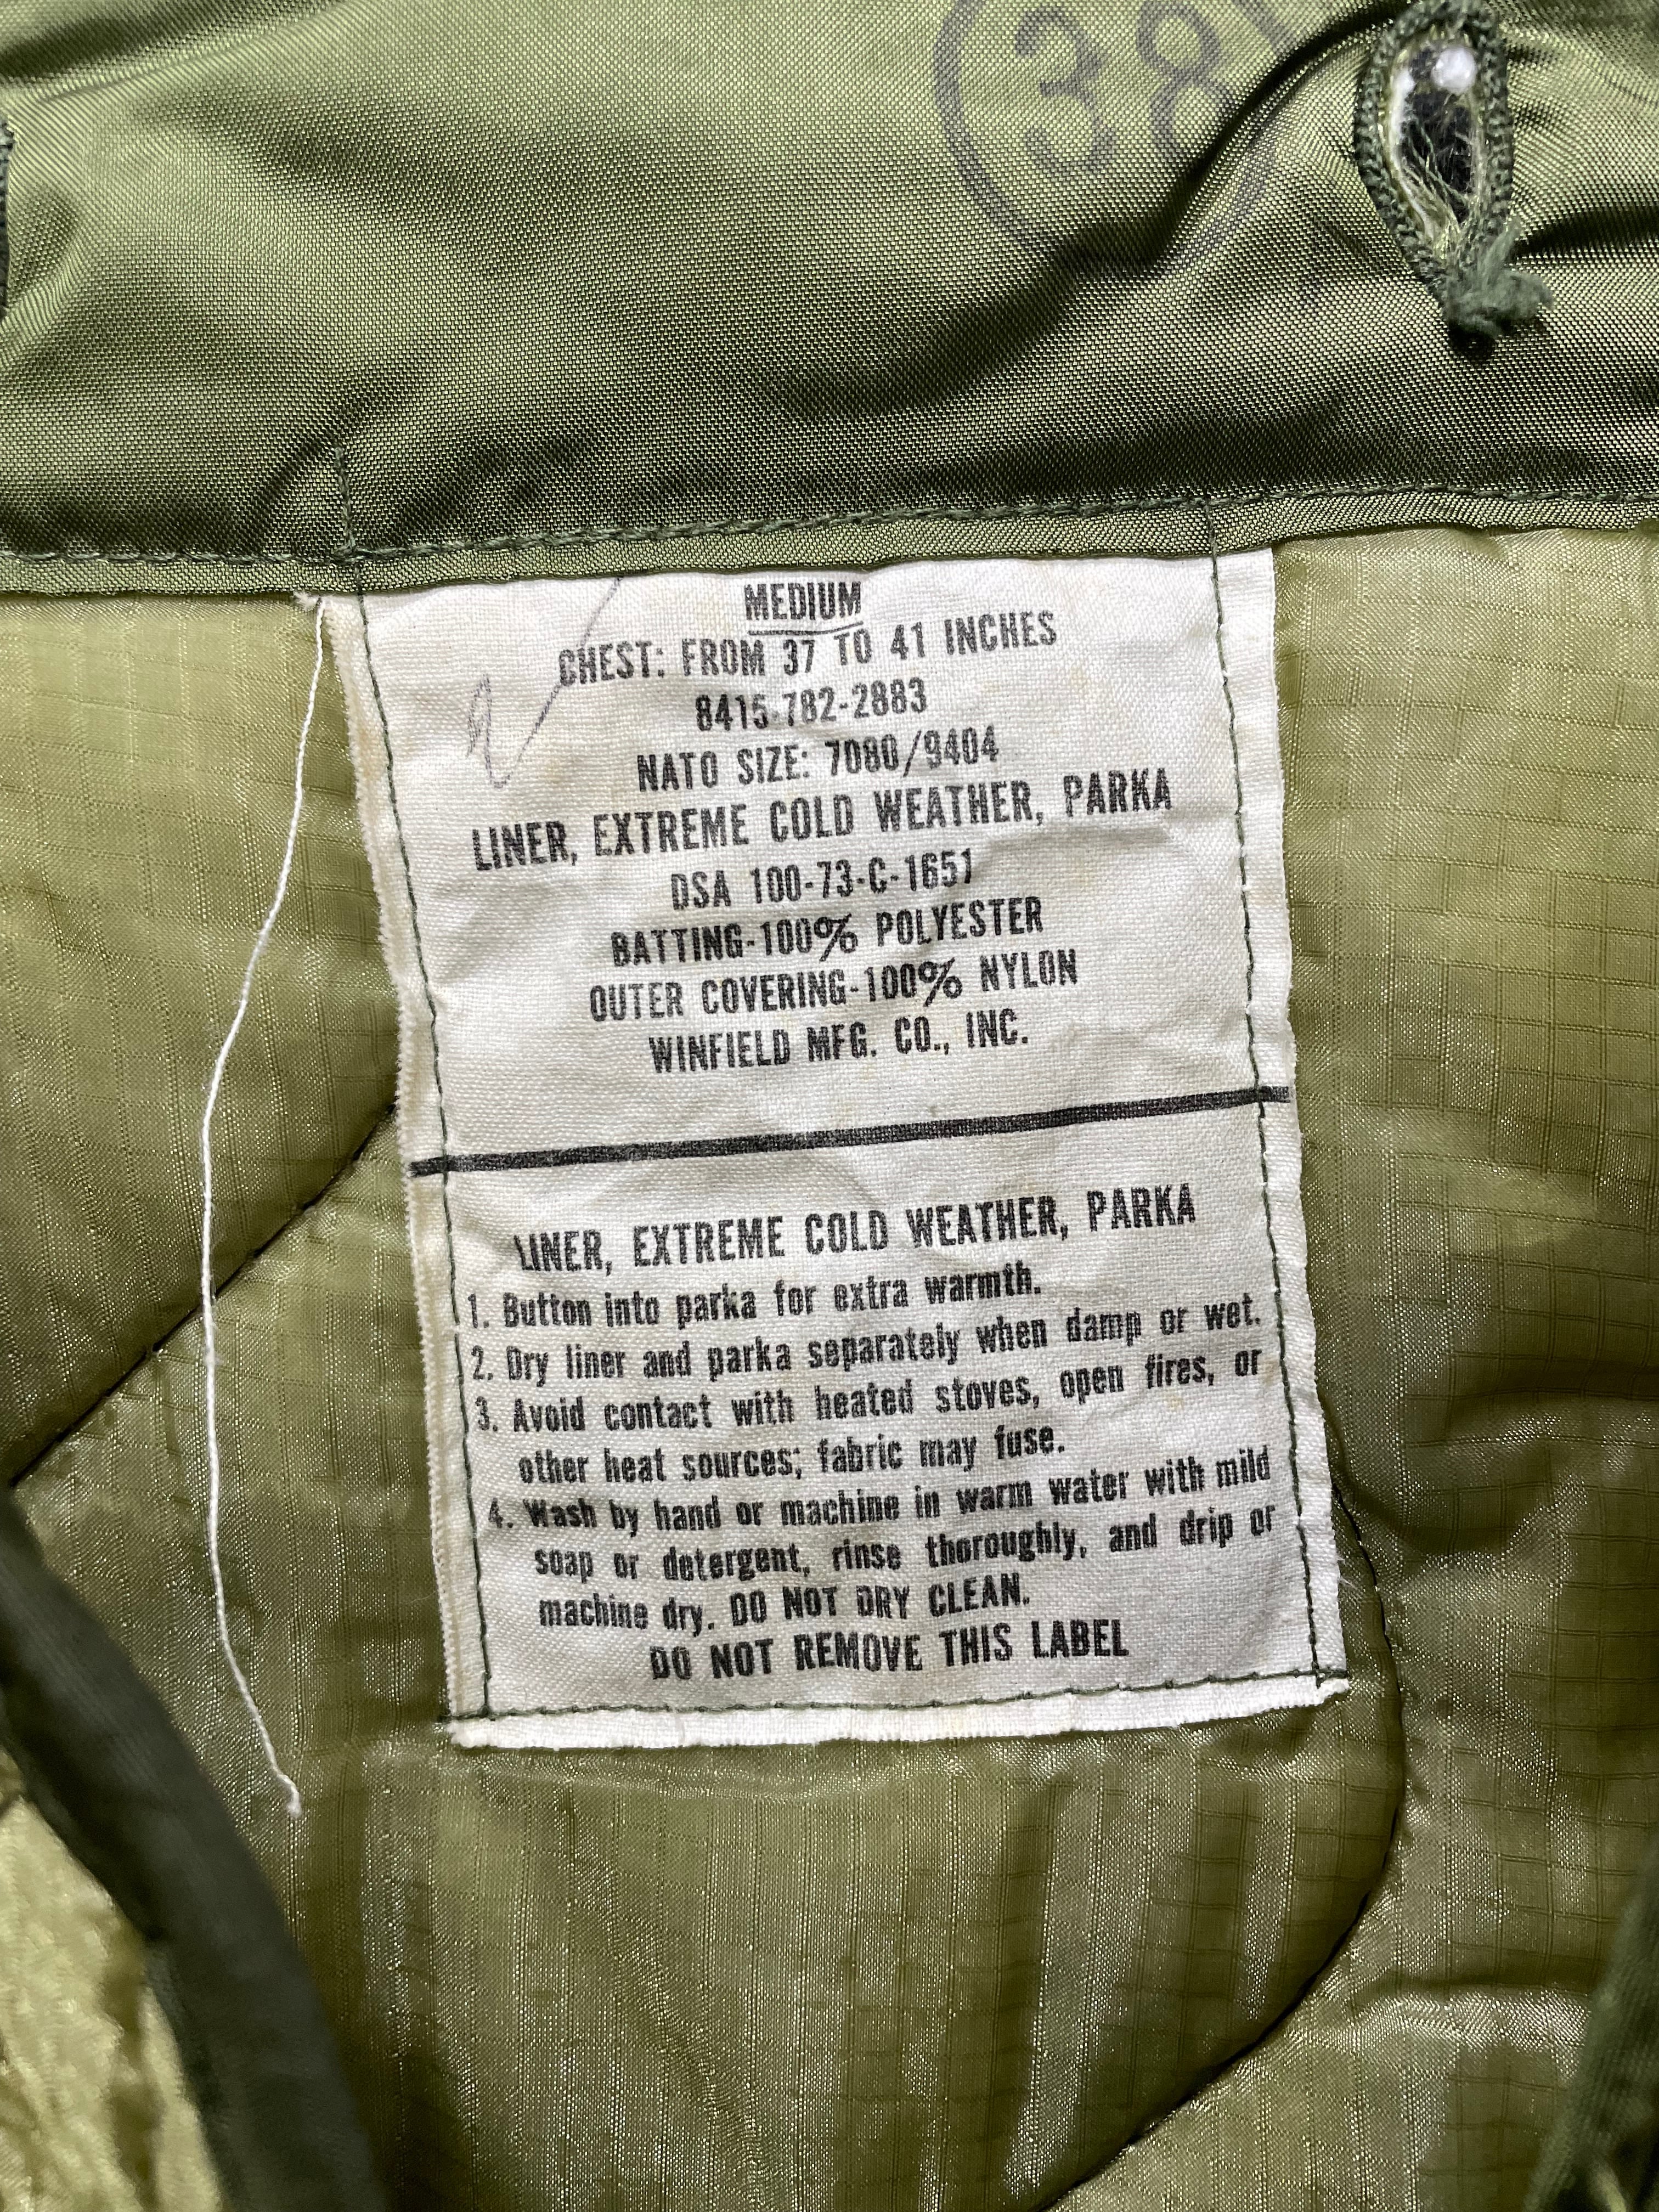 38
MEDIUM
CHEST: FROM 37 TO 41 INCHES
8415-782-2883
NATO SIZE: 7080/9404
LINER, EXTREME COLD WEATHER, PARKA
DSA 100-73-C-1651
BATTING-100% POLYESTER
OUTER COVERING-100% NYLON
WINFIELD MFG. CO., INC.
LINER, EXTREME COLD WEATHER, PARKA
1. Button into parka for extra warmth.
2. Dry liner and parka separately when damp or wet.
3. Avoid contact with heated stoves, open fires, or
other heat sources; fabric may fuse.
4. Wash by hand or machine in warm water with mild
soap or detergent, rinse thoroughly, and drip or
machine dry. DO NOT DRY CLEAN.
DO NOT REMOVE THIS LABEL